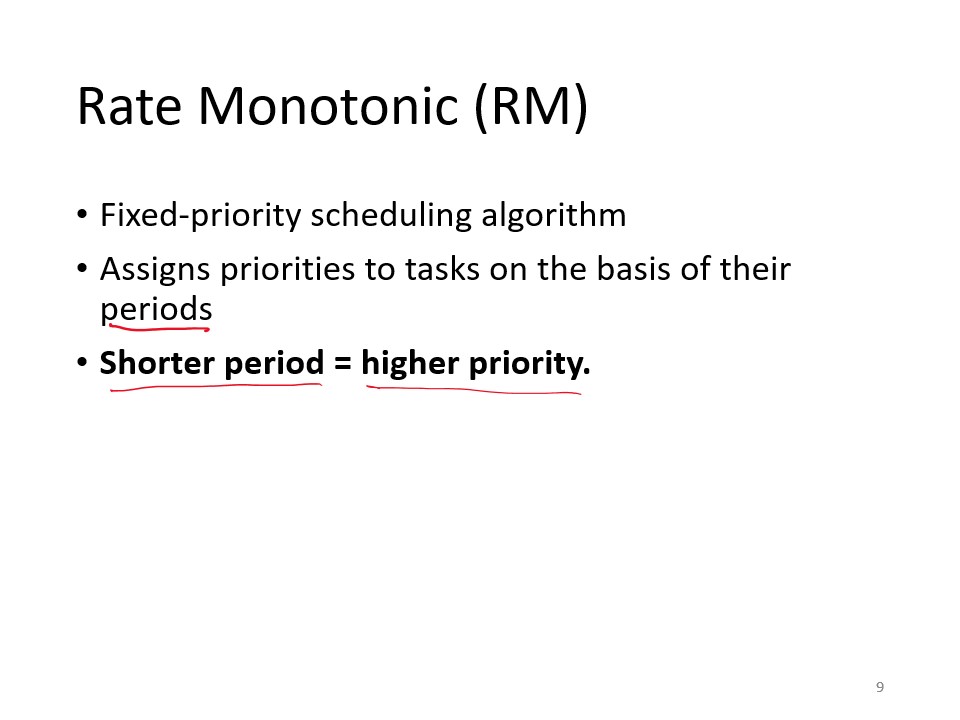 Rate Monotonic (RM)
• Fixed-priority scheduling algorithm
• Assigns priorities to tasks on the basis of their
periods
• Shorter period = higher priority.
9